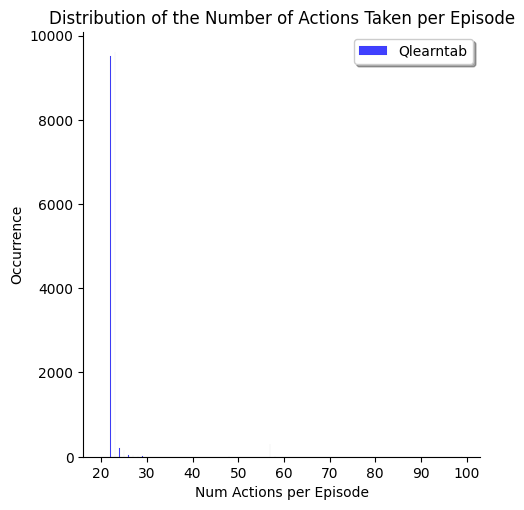 Distribution of the Number of Actions Taken per Episode
Qlearntab
10000
8000
6000
4000
2000
0
Occurrence
20 30 40 50 60 70 80 90 100
Num Actions per Episode